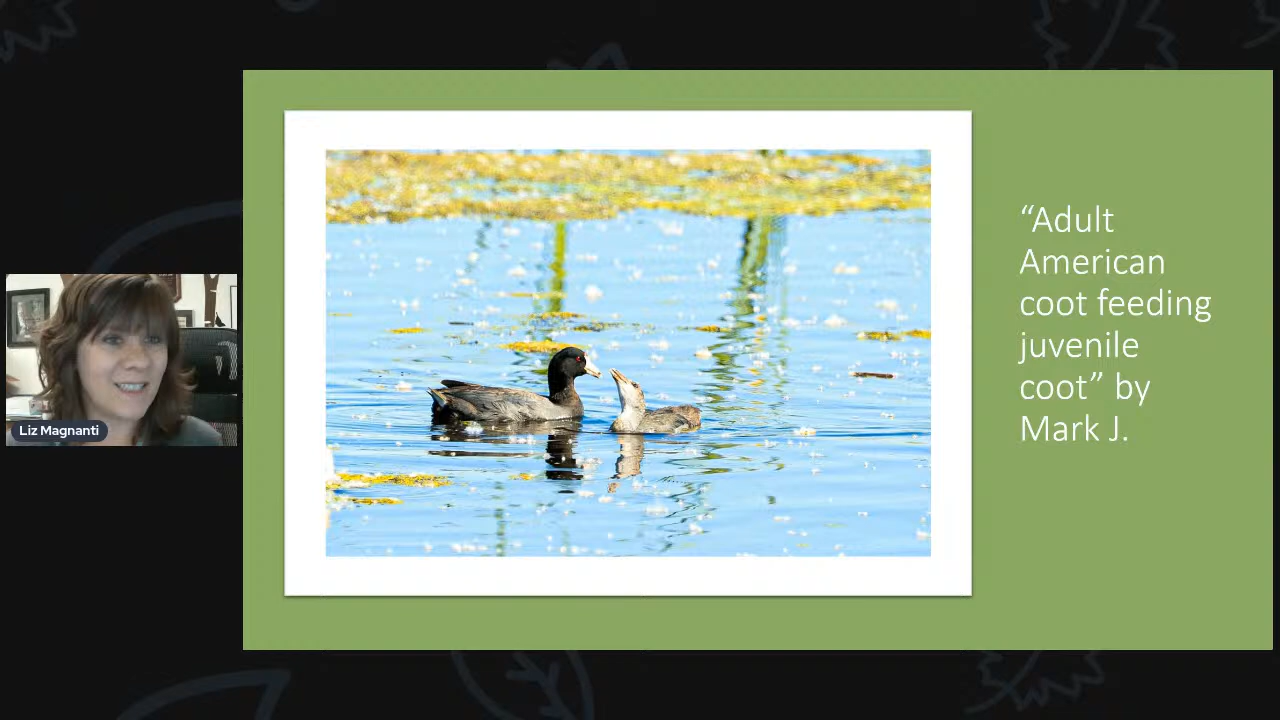 “Adult
American
coot feeding
juvenile
coot” by
Mark J.
Liz Magnanti